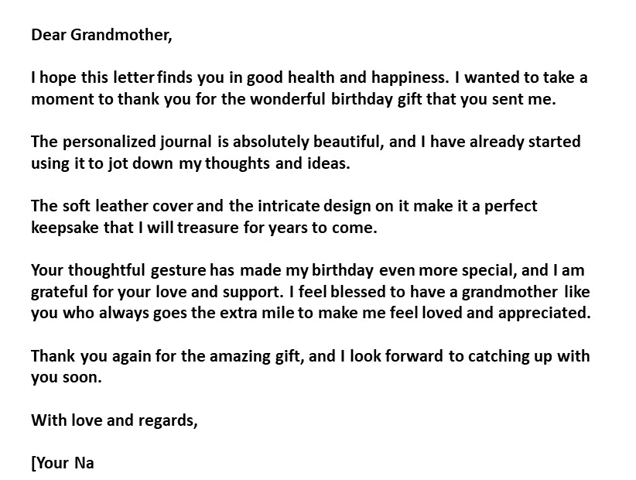 Dear Grandmother,
I hope this letter finds you in good health and happiness. I wanted to take a
moment to thank you for the wonderful birthday gift that you sent me.
The personalized journal is absolutely beautiful, and I have already started
using it to jot down my thoughts and ideas.
The soft leather cover and the intricate design on it make it a perfect
keepsake that I will treasure for years to come.
Your thoughtful gesture has made my birthday even more special, and I am
grateful for your love and support. I feel blessed to have a grandmother like
you who always goes the extra mile to make me feel loved and appreciated.
Thank you again for the amazing gift, and I look forward to catching up with
you soon.
With love and regards,
[Your Na